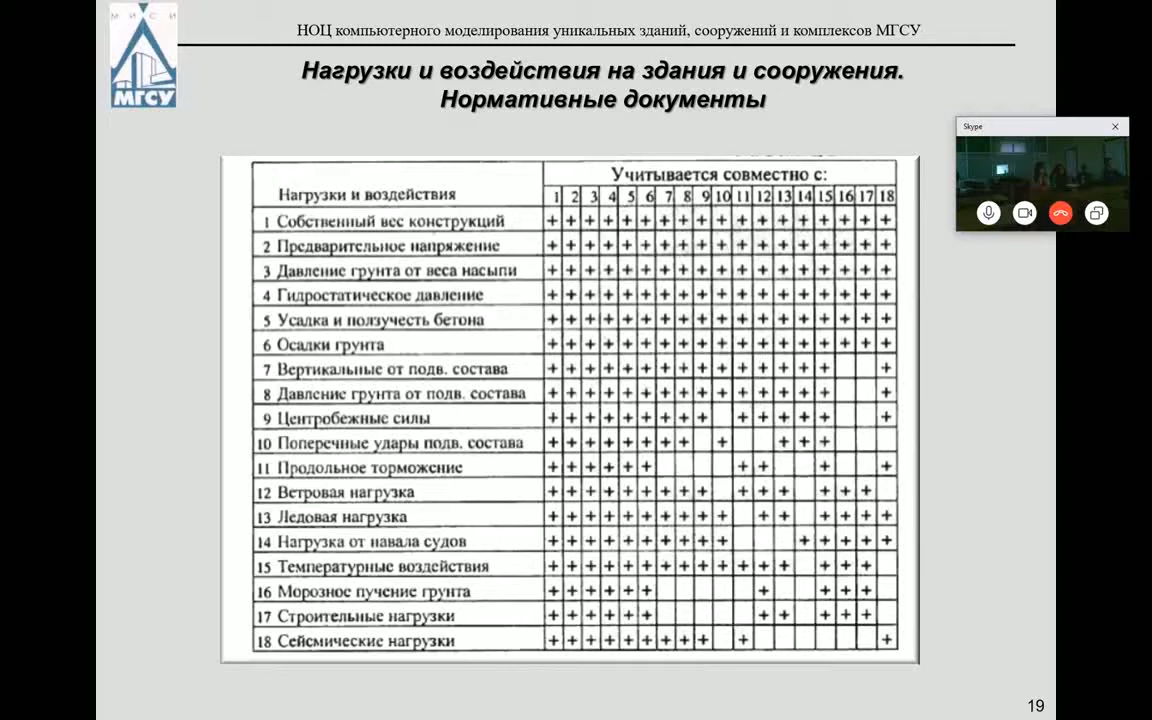 М И С И
МГСУ
НОЦ компьютерного моделирования уникальных зданий, сооружений и комплексов МГСУ
Нагрузки и воздействия на здания и сооружения.
Нормативные документы
Skype
Нагрузки и воздействия
Учитывается совместно с:
1 2 3 4 5 6 7 8 9 10 11 12 13 14 15 16 17 18
1 Собственный вес конструкций + + + + + + + + + + + + + + + + + +
2 Предварительное напряжение + + + + + + + + + + + + + + + + + +
3 Давление грунта от веса насыпи + + + + + + + + + + + + + + + + + +
4 Гидростатическое давление + + + + + + + + + + + + + + + + + +
5 Усадка и ползучесть бетона + + + + + + + + + + + + + + + + + +
6 Осадки грунта + + + + + + + + + + + + + + + + + +
7 Вертикальные от подв. состава + + + + + + + + + + + + + + + +
8 Давление грунта от подв. состава + + + + + + + + + + + + + + + +
9 Центробежные силы + + + + + + + + + + + + + + +
10 Поперечные удары подв. состава + + + + + + + + + + + +
11 Продольное торможение + + + + + + + + + +
12 Ветровая нагрузка + + + + + + + + + + + + + + +
13 Ледовая нагрузка + + + + + + + + + + + + + + + +
14 Нагрузка от навала судов + + + + + + + + + + + + + + +
15 Температурные воздействия + + + + + + + + + + + + + + + +
16 Морозное пучение грунта + + + + + + + + + +
17 Строительные нагрузки + + + + + + + + + + +
18 Сейсмические нагрузки + + + + + + + + + + +
19